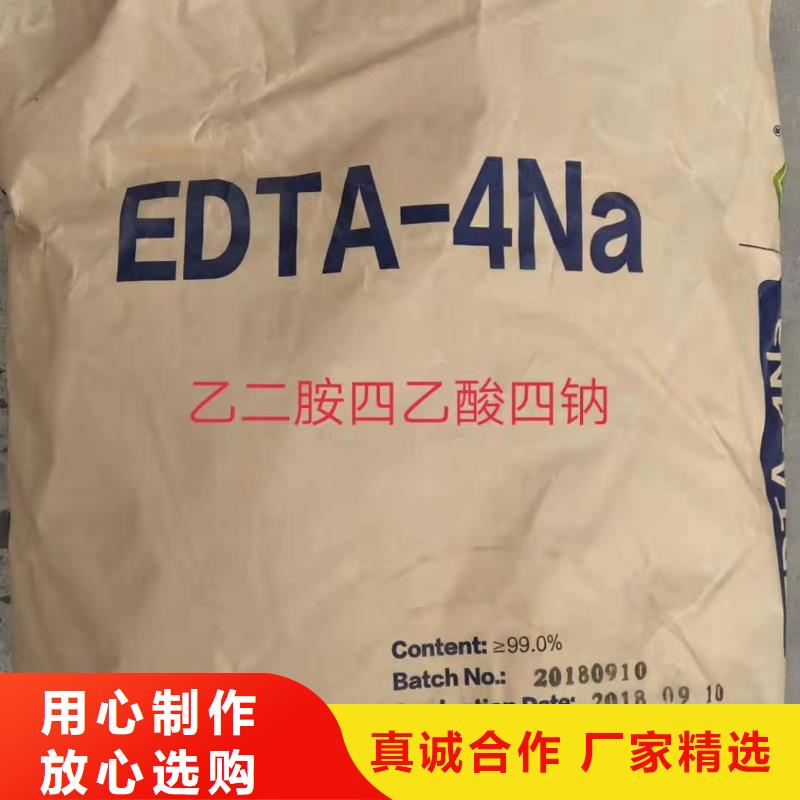 EDTA-4Na
乙二胺四乙酸四钠
Content: ≥99.0%
Batch No.: 20180910
Date: 2018 09 10
用心制作
放心选购
真诚合作 厂家精选